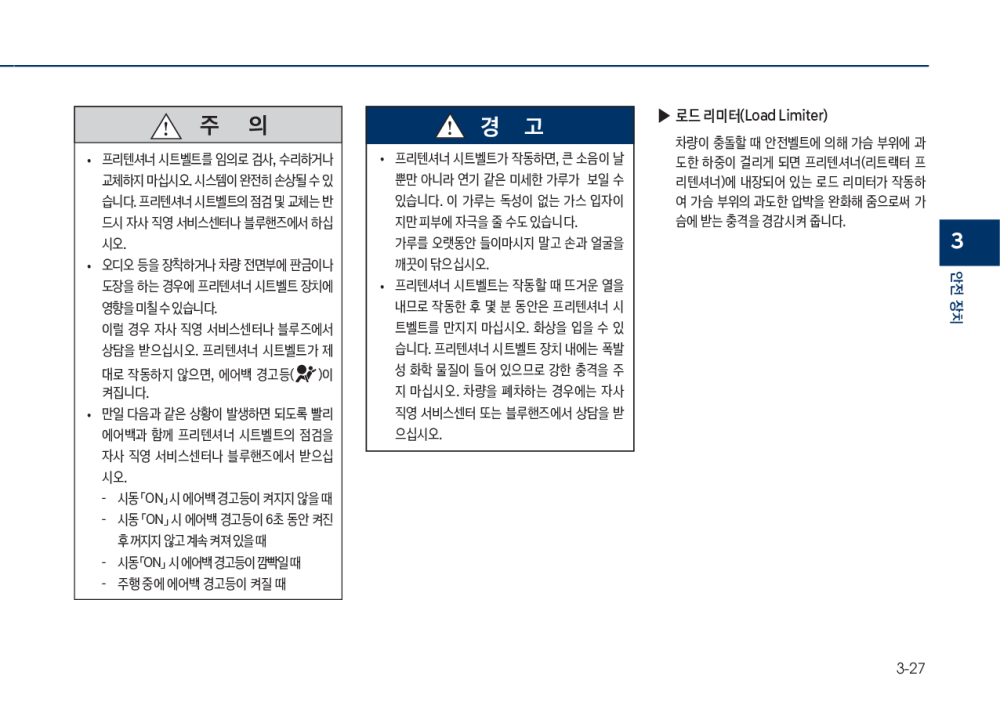 주 의
• 프리텐셔너 시트벨트를 임의로 검사, 수리하거나
교체하지 마십시오. 시스템이 완전히 손상될 수 있
습니다. 프리텐셔너 시트벨트의 점검 및 교체는 반
드시 자사 직영 서비스센터나 블루핸즈에서 하십
시오.
• 오디오 등을 장착하거나 차량 전면부에 판금이나
도장을 하는 경우에 프리텐셔너 시트벨트 장치에
영향을 미칠 수 있습니다.
이럴 경우 자사 직영 서비스센터나 블루즈에서
상담을 받으십시오. 프리텐셔너 시트벨트가 제
대로 작동하지 않으면, 에어백 경고등( )이
켜집니다.
• 만일 다음과 같은 상황이 발생하면 되도록 빨리
에어백과 함께 프리텐셔너 시트벨트의 점검을
자사 직영 서비스센터나 블루핸즈에서 받으십
시오.
- 시동 「ON」 시 에어백 경고등이 켜지지 않을 때
- 시동 「ON」 시 에어백 경고등이 6초 동안 켜진
후 꺼지지 않고 계속 켜져 있을 때
- 시동 「ON」 시 에어백 경고등이 깜빡일 때
- 주행 중에 에어백 경고등이 켜질 때
경 고
• 프리텐셔너 시트벨트가 작동하면, 큰 소음이 날
뿐만 아니라 연기 같은 미세한 가루가 보일 수
있습니다. 이 가루는 독성이 없는 가스 입자이
지만 피부에 자극을 줄 수도 있습니다.
가루를 오랫동안 들이마시지 말고 손과 얼굴을
깨끗이 닦으십시오.
• 프리텐셔너 시트벨트는 작동할 때 뜨거운 열을
내므로 작동한 후 몇 분 동안은 프리텐셔너 시
트벨트를 만지지 마십시오. 화상을 입을 수 있
습니다. 프리텐셔너 시트벨트 장치 내에는 폭발
성 화학 물질이 들어 있으므로 강한 충격을 주
지 마십시오. 차량을 폐차하는 경우에는 자사
직영 서비스센터 또는 블루핸즈에서 상담을 받
으십시오.
▶ 로드 리미터(Load Limiter)
차량이 충돌할 때 안전벨트에 의해 가슴 부위에 과
도한 하중이 걸리게 되면 프리텐셔너(리트랙터 프
리텐셔너)에 내장되어 있는 로드 리미터가 작동하
여 가슴 부위의 과도한 압박을 완화해 줌으로써 가
슴에 받는 충격을 경감시켜 줍니다.
3
안전 장치
3-27